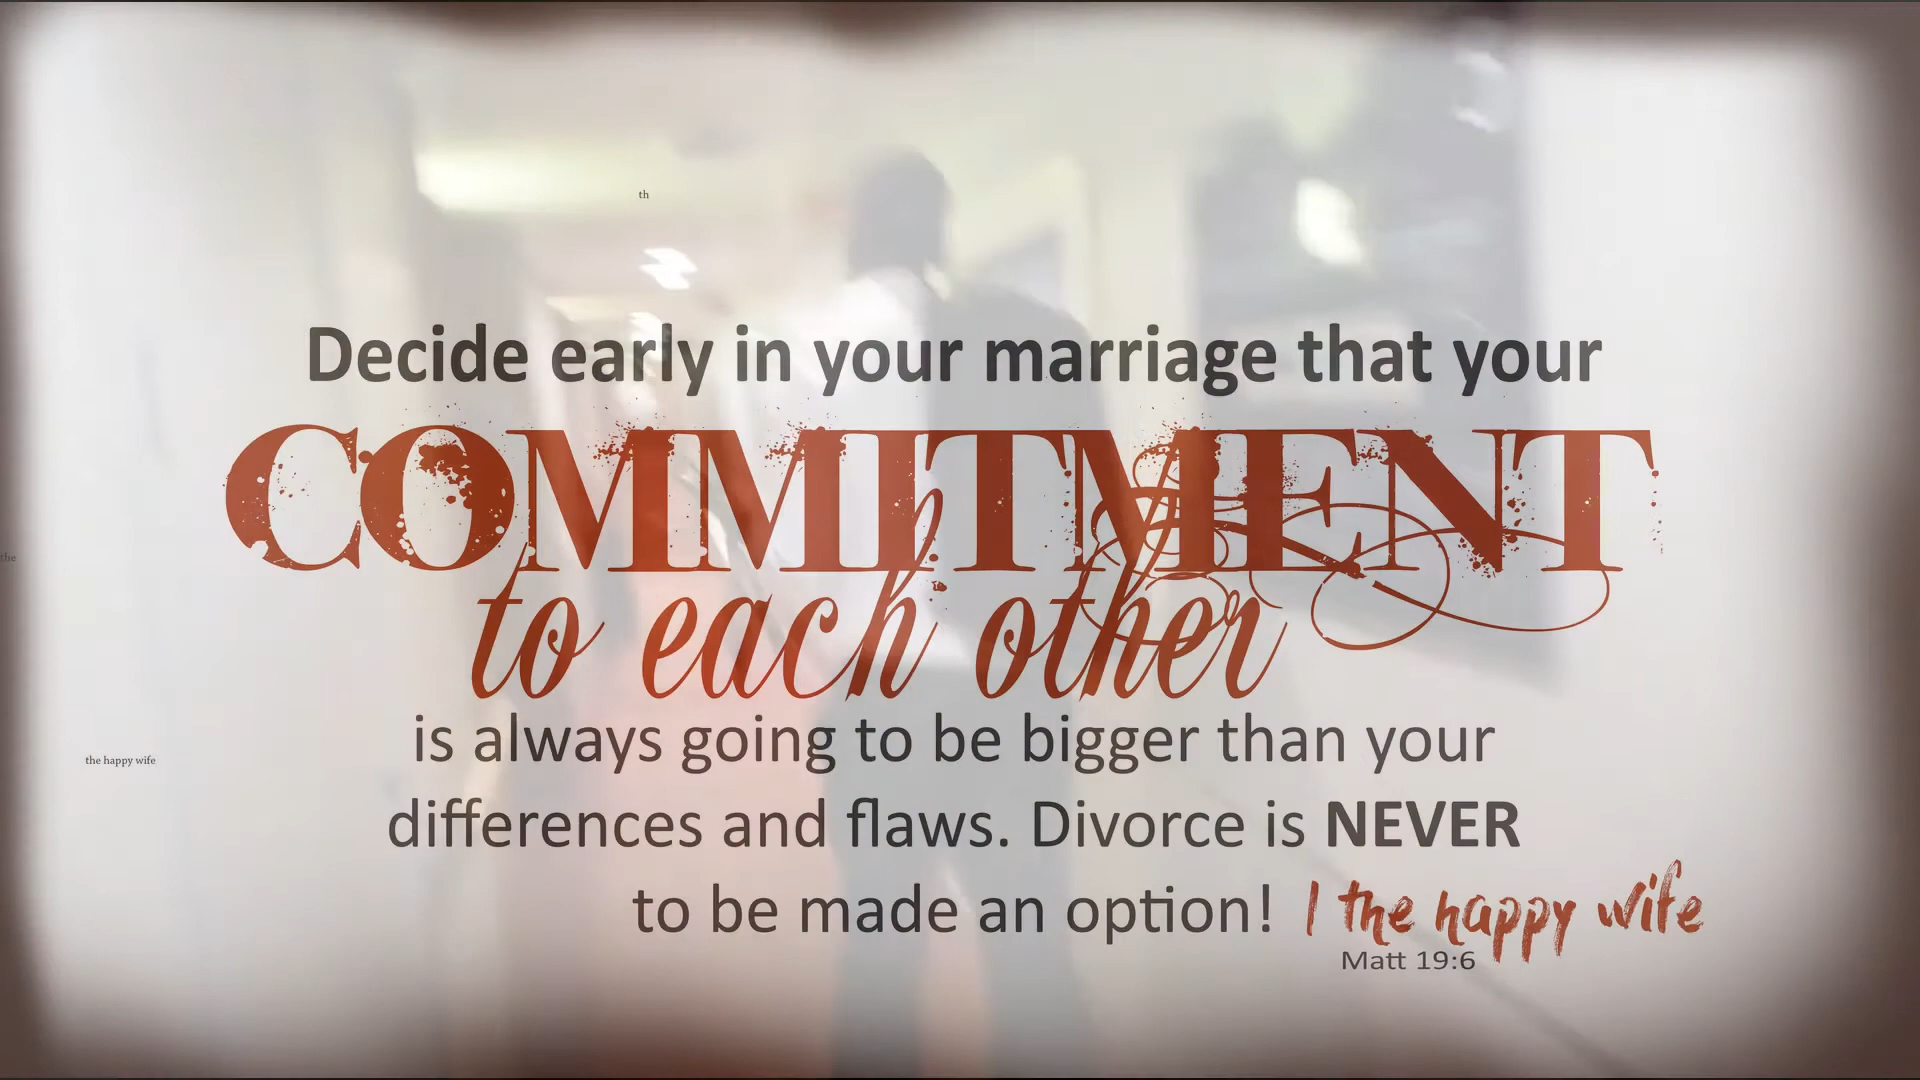 th
Decide early in your marriage that your
COMMITMENT
to each other
the
is always going to be bigger than your
the happy wife
differences and flaws. Divorce is NEVER
to be made an option! I the happy wife
Matt 19:6